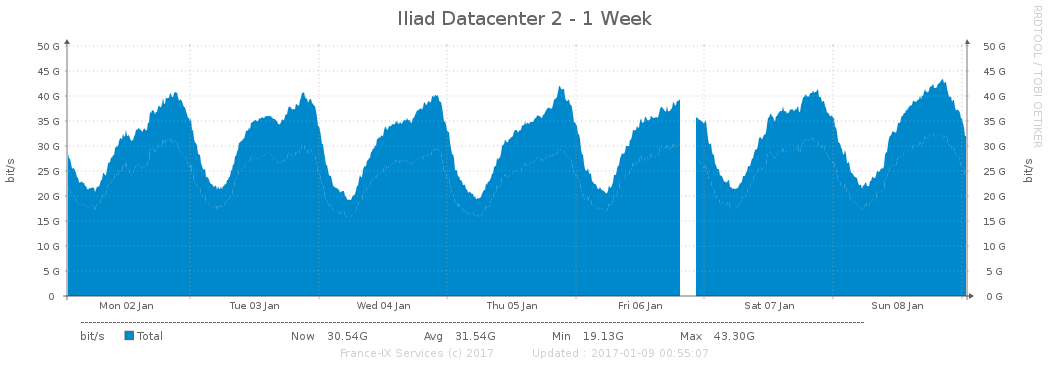 Iliad Datacenter 2 - 1 Week
RRDTOOL / TOBI OETIKER
bit/s
50 G 50 G
45 G 45 G
40 G 40 G
35 G 35 G
30 G 30 G
25 G 25 G
20 G 20 G
15 G 15 G
10 G 10 G
5 G 5 G
0 0 G
bit/s
Mon 02 Jan Tue 03 Jan Wed 04 Jan Thu 05 Jan Fri 06 Jan Sat 07 Jan Sun 08 Jan
bit/s Total Now 30.54G Avg 31.54G Min 19.13G Max 43.30G
France-IX Services (c) 2017 Updated : 2017-01-09 00:55:07